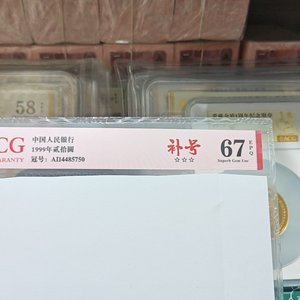 58
CG
ARANTY
中国人民银行
1999年贰拾圆
冠号：AI14485750
补号
☆☆☆
67
EPQ
Superb Gem Unc